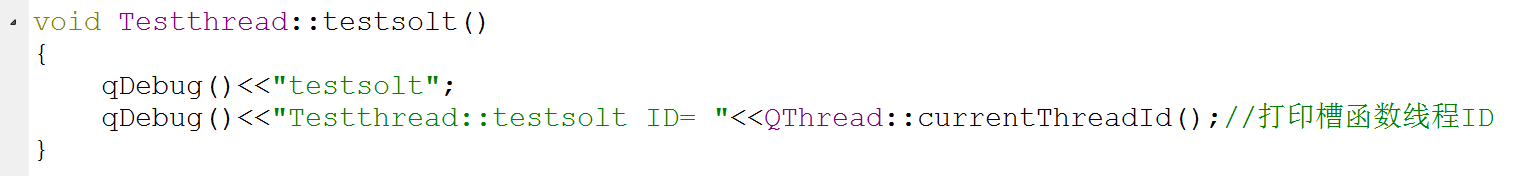 void Testthread::testsolt()
{
    qDebug()<<"testsolt";
    qDebug()<<"Testthread::testsolt ID= "<<QThread::currentThreadId();//打印槽函数线程ID
}